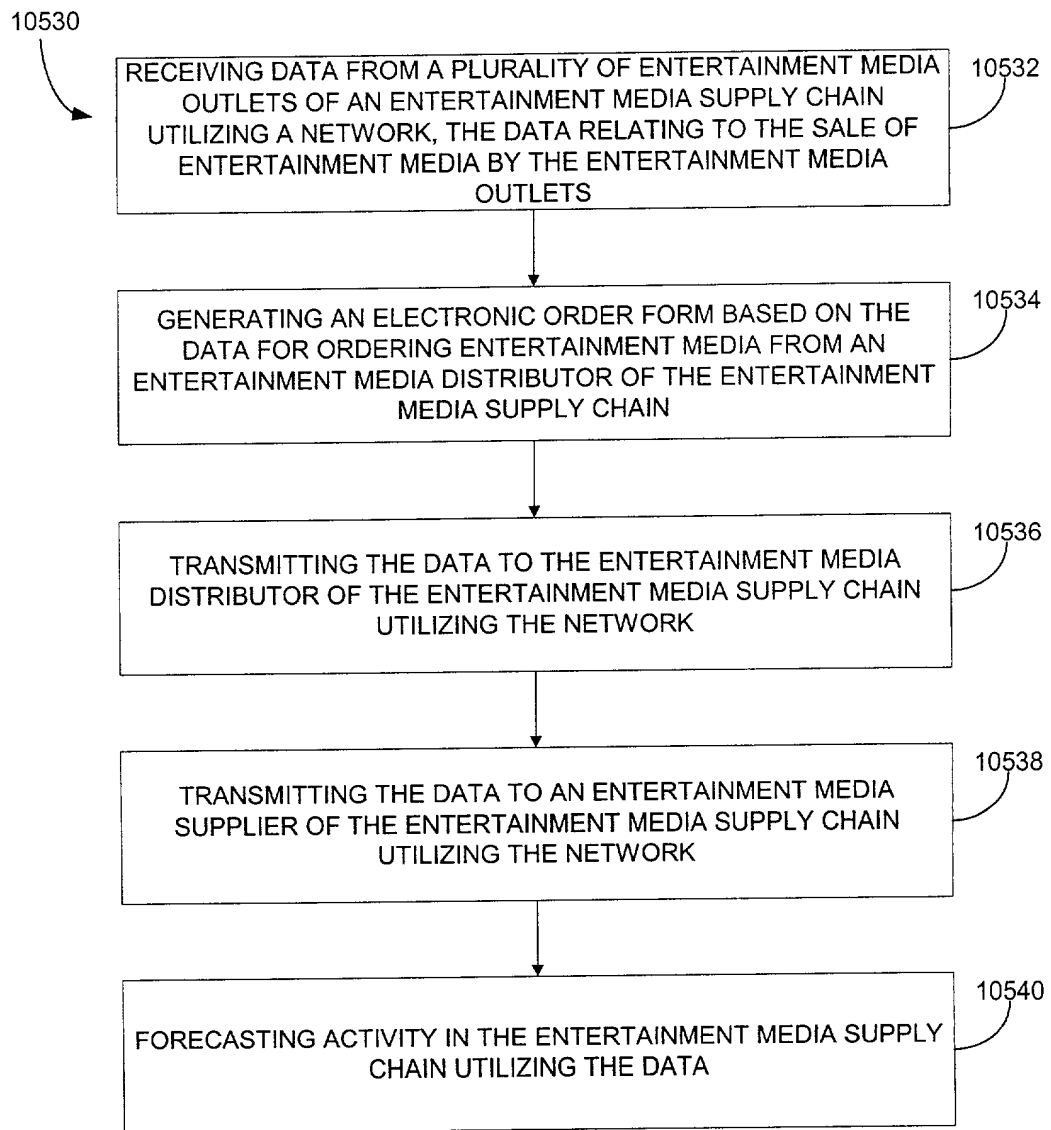 10530
RECEIVING DATA FROM A PLURALITY OF ENTERTAINMENT MEDIA
OUTLETS OF AN ENTERTAINMENT MEDIA SUPPLY CHAIN
UTILIZING A NETWORK, THE DATA RELATING TO THE SALE OF
ENTERTAINMENT MEDIA BY THE ENTERTAINMENT MEDIA
OUTLETS
10532
GENERATING AN ELECTRONIC ORDER FORM BASED ON THE
DATA FOR ORDERING ENTERTAINMENT MEDIA FROM AN
ENTERTAINMENT MEDIA DISTRIBUTOR OF THE ENTERTAINMENT
MEDIA SUPPLY CHAIN
10534
TRANSMITTING THE DATA TO THE ENTERTAINMENT MEDIA
DISTRIBUTOR OF THE ENTERTAINMENT MEDIA SUPPLY CHAIN
UTILIZING THE NETWORK
10536
TRANSMITTING THE DATA TO AN ENTERTAINMENT MEDIA
SUPPLIER OF THE ENTERTAINMENT MEDIA SUPPLY CHAIN
UTILIZING THE NETWORK
10538
FORECASTING ACTIVITY IN THE ENTERTAINMENT MEDIA SUPPLY
CHAIN UTILIZING THE DATA
10540